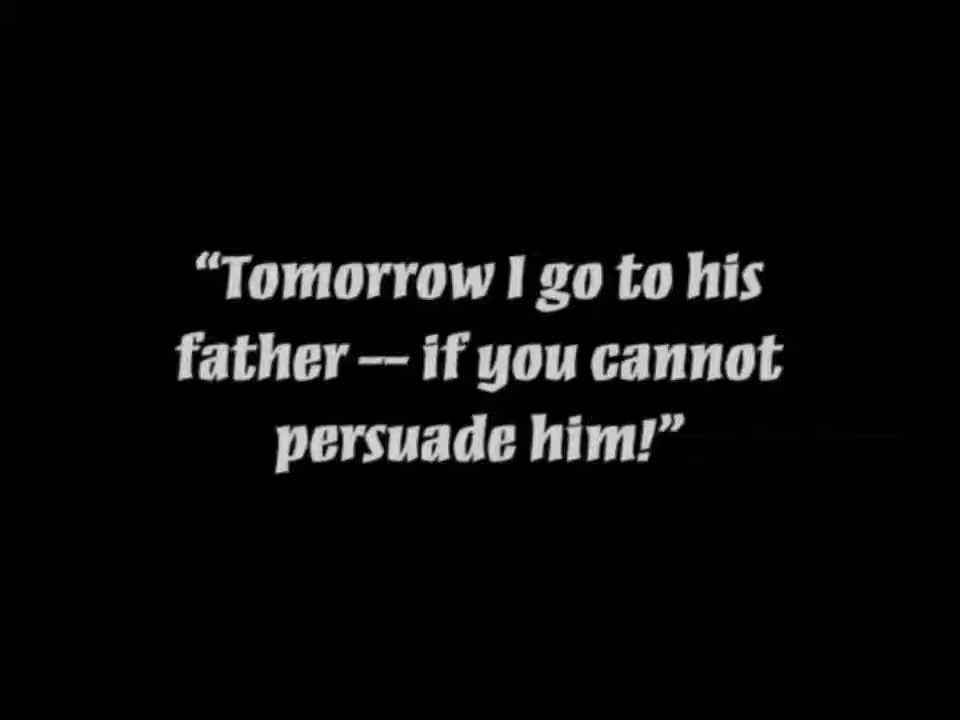 “Tomorrow I go to his
father -- if you cannot
persuade him!”